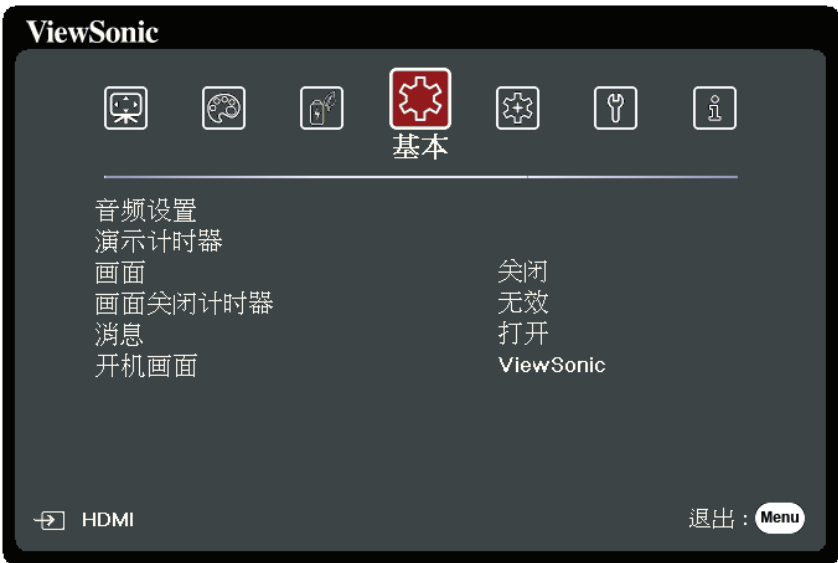 ViewSonic
基本
音频设置
演示计时器
画面 关闭
画面关闭计时器 无效
消息 打开
开机画面 ViewSonic
HDMI 退出 : Menu